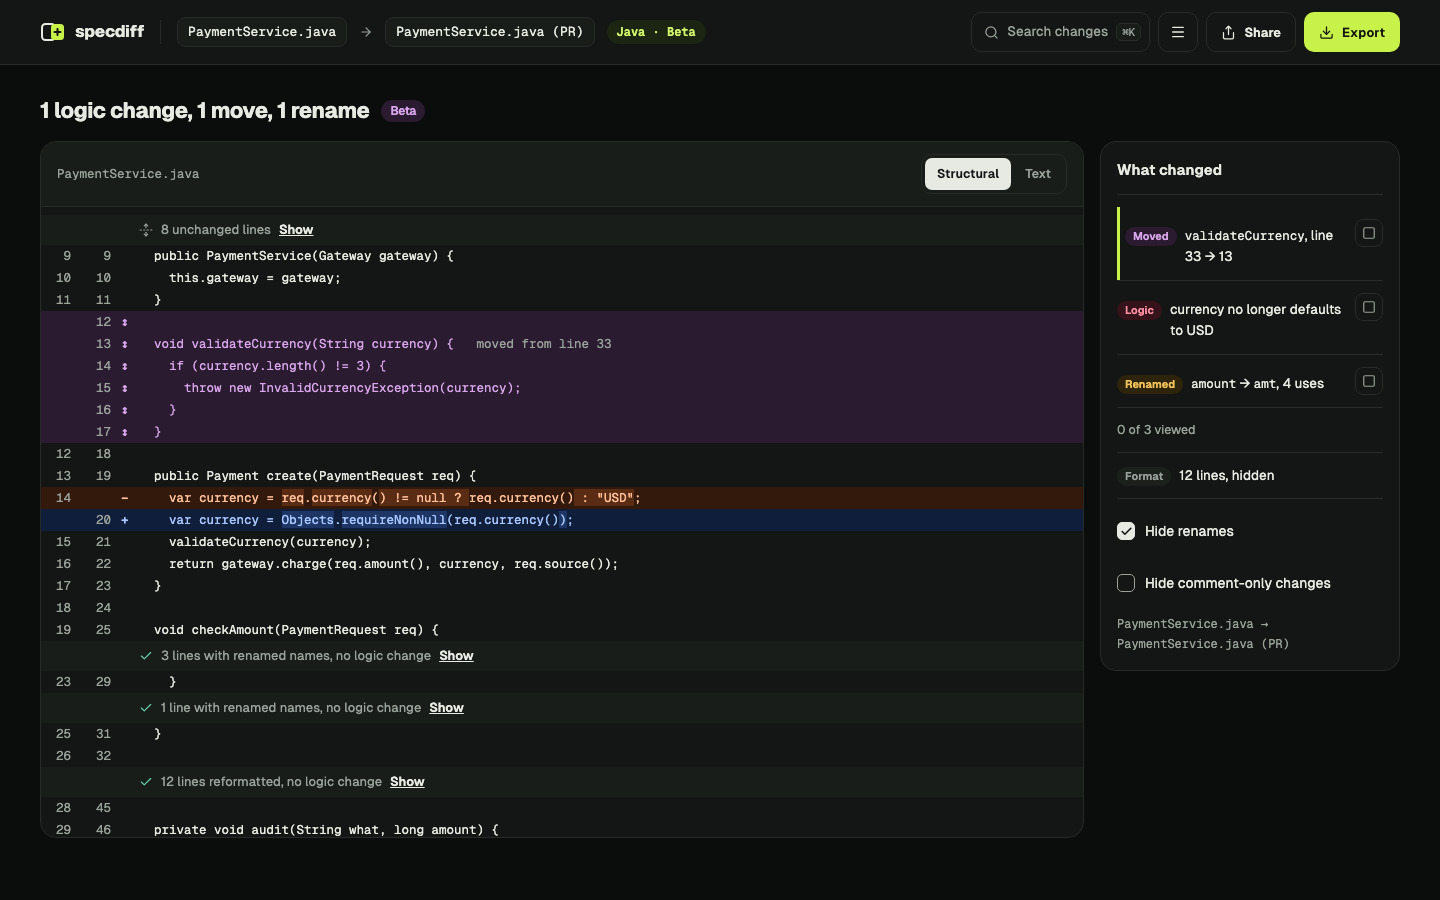 specdiff
PaymentService.java → PaymentService.java (PR) Java · Beta
Search changes ⌘K
Share
Export
1 logic change, 1 move, 1 rename Beta
PaymentService.java
Structural Text
8 unchanged lines Show
9 9 public PaymentService(Gateway gateway) {
10 10 this.gateway = gateway;
11 11 }
12 ↕
13 ↕ void validateCurrency(String currency) { moved from line 33
14 ↕ if (currency.length() != 3) {
15 ↕ throw new InvalidCurrencyException(currency);
16 ↕ }
17 ↕ }
12 18
13 19 public Payment create(PaymentRequest req) {
14 − var currency = req.currency() != null ? req.currency() : "USD";
20 + var currency = Objects.requireNonNull(req.currency());
15 21 validateCurrency(currency);
16 22 return gateway.charge(req.amount(), currency, req.source());
17 23 }
18 24
19 25 void checkAmount(PaymentRequest req) {
3 lines with renamed names, no logic change Show
23 29 }
1 line with renamed names, no logic change Show
25 31 }
26 32
12 lines reformatted, no logic change Show
28 45
29 46 private void audit(String what, long amount) {
What changed
Moved validateCurrency, line
33 → 13
Logic currency no longer defaults
to USD
Renamed amount → amt, 4 uses
0 of 3 viewed
Format 12 lines, hidden
Hide renames
Hide comment-only changes
PaymentService.java →
PaymentService.java (PR)